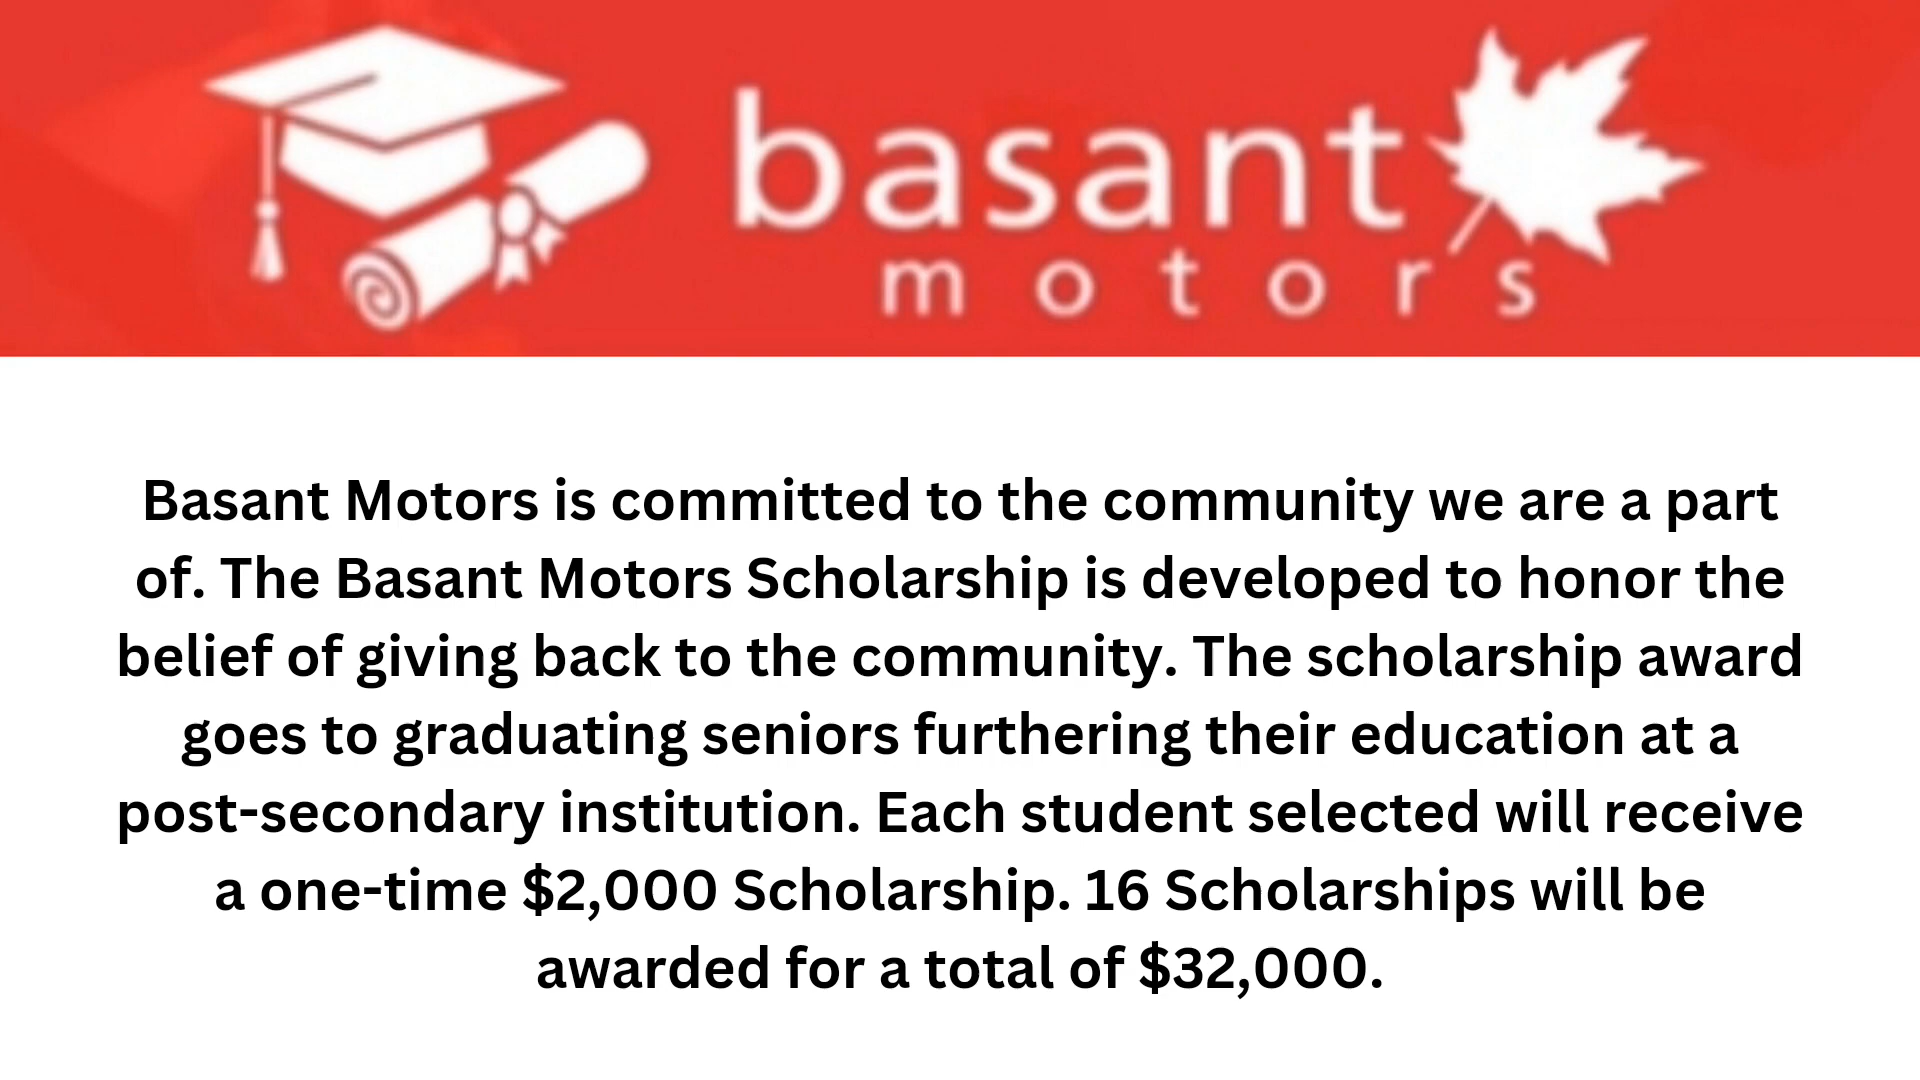 basant
motors
Basant Motors is committed to the community we are a part
of. The Basant Motors Scholarship is developed to honor the
belief of giving back to the community. The scholarship award
goes to graduating seniors furthering their education at a
post-secondary institution. Each student selected will receive
a one-time $2,000 Scholarship. 16 Scholarships will be
awarded for a total of $32,000.